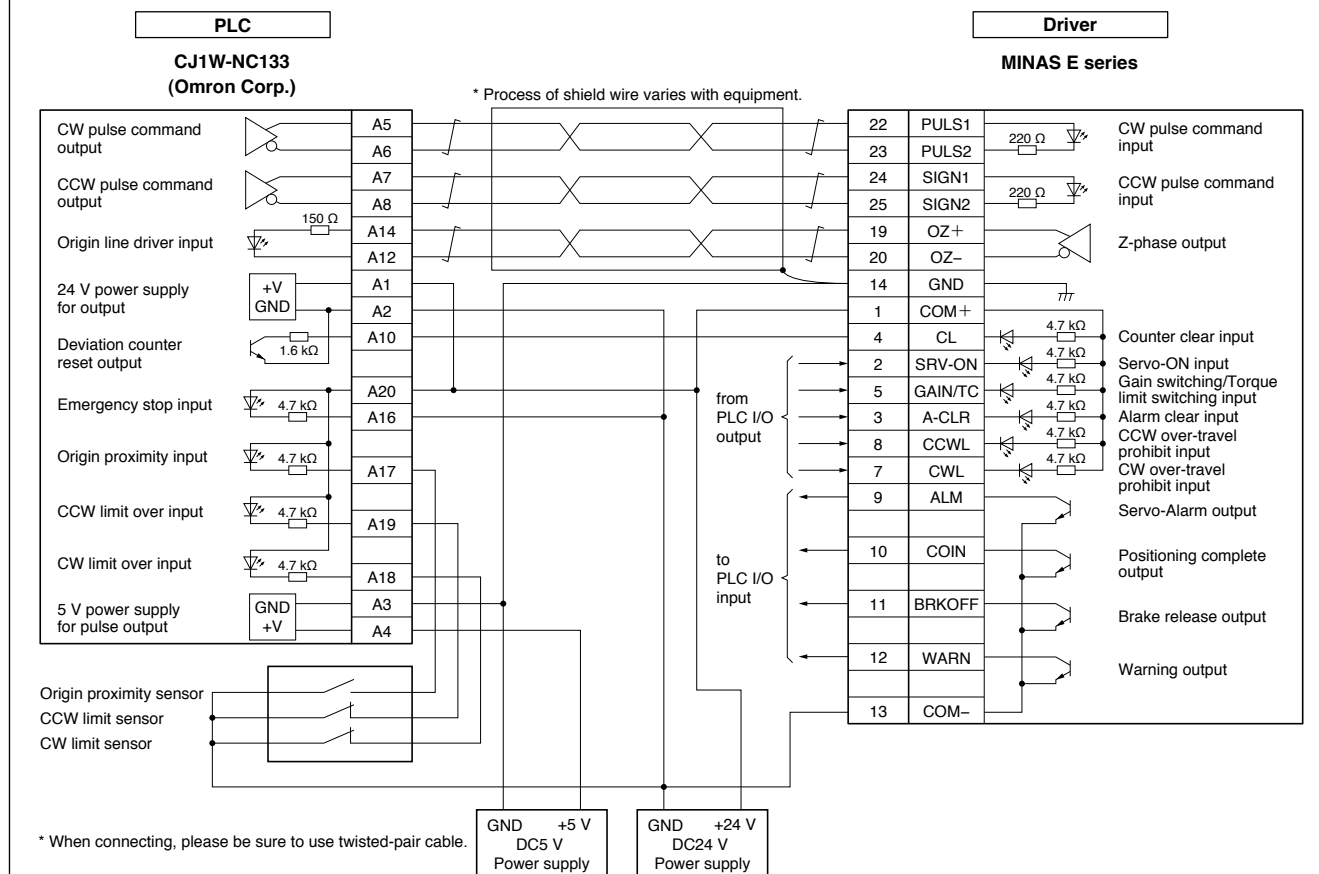 PLC
Driver
CJ1W-NC133
(Omron Corp.)
MINAS E series
* Process of shield wire varies with equipment.
CW pulse command
output
A5
A6
22 PULS1
23 PULS2
220 Ω
CW pulse command
input
CCW pulse command
output
A7
A8
24 SIGN1
25 SIGN2
220 Ω
CCW pulse command
input
Origin line driver input
150 Ω
A14
A12
19 OZ+
20 OZ−
Z-phase output
24 V power supply
for output
+V
GND
A1
A2
14 GND
1 COM+
Deviation counter
reset output
1.6 kΩ
A10
4 CL
4.7 kΩ
Counter clear input
2 SRV-ON
4.7 kΩ
Servo-ON input
Emergency stop input
4.7 kΩ
A20
A16
from
PLC I/O
output
5 GAIN/TC
4.7 kΩ
Gain switching/Torque
limit switching input
3 A-CLR
4.7 kΩ
Alarm clear input
Origin proximity input
4.7 kΩ
A17
8 CCWL
4.7 kΩ
CCW over-travel
prohibit input
7 CWL
4.7 kΩ
CW over-travel
prohibit input
CCW limit over input
4.7 kΩ
A19
9 ALM
Servo-Alarm output
CW limit over input
4.7 kΩ
A18
to
PLC I/O
input
10 COIN
Positioning complete
output
5 V power supply
for pulse output
GND
+V
A3
A4
11 BRKOFF
Brake release output
12 WARN
Warning output
13 COM−
Origin proximity sensor
CCW limit sensor
CW limit sensor
* When connecting, please be sure to use twisted-pair cable.
GND +5 V
DC5 V
Power supply
GND +24 V
DC24 V
Power supply